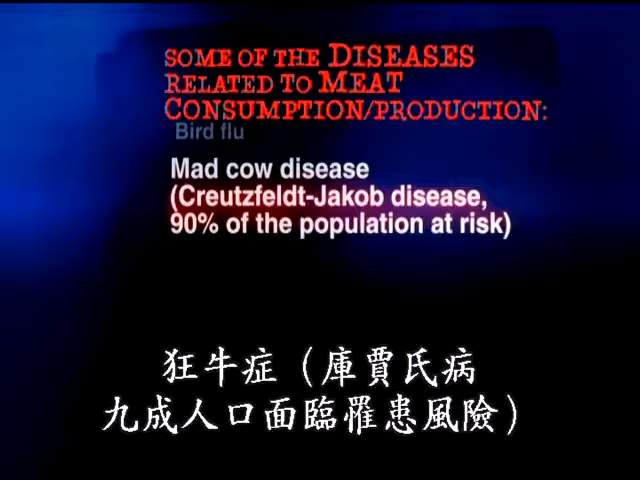 SOME OF THE DISEASES
RELATED TO MEAT
CONSUMPTION/PRODUCTION:
Bird flu
Mad cow disease
(Creutzfeldt-Jakob disease,
90% of the population at risk)
狂牛症（庫賈氏病
九成人口面臨罹患風險）